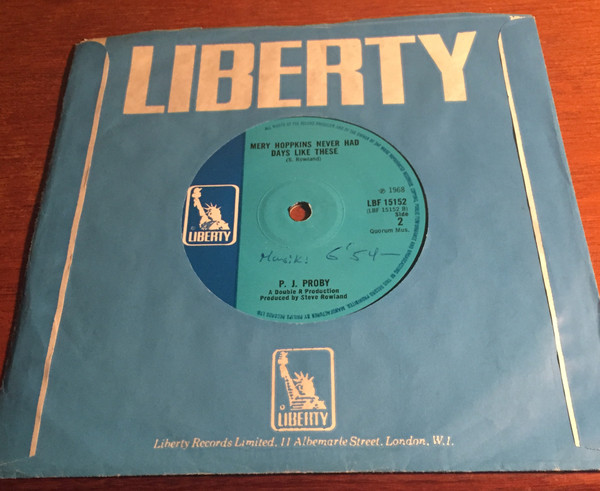 LIBERTY
MERY HOPPKINS NEVER HAD
DAYS LIKE THESE
(S. Rowland)
℗ 1968
LBF 15152
(LBF 15152 B)
Side
2
Quorum Mus.
LIBERTY
Musik: 6'54-
P. J. PROBY
A Double R Production
Produced by Steve Rowland
LIBERTY
Liberty Records Limited, 11 Albemarle Street, London, W.1.